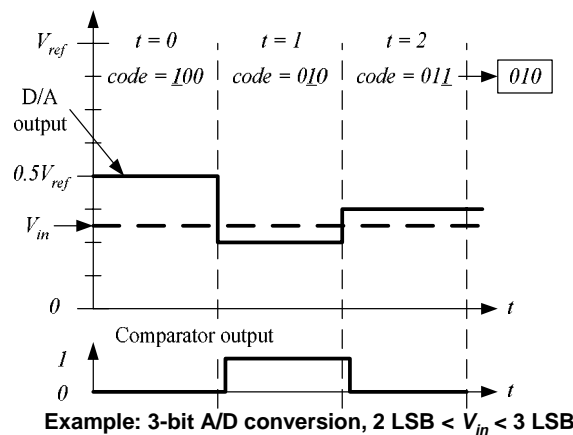 V_ref
t = 0
t = 1
t = 2
code = 100
code = 010
code = 011
010
D/A
output
0.5V_ref
V_in
0
t
Comparator output
1
0
t
Example: 3-bit A/D conversion, 2 LSB < V_in < 3 LSB